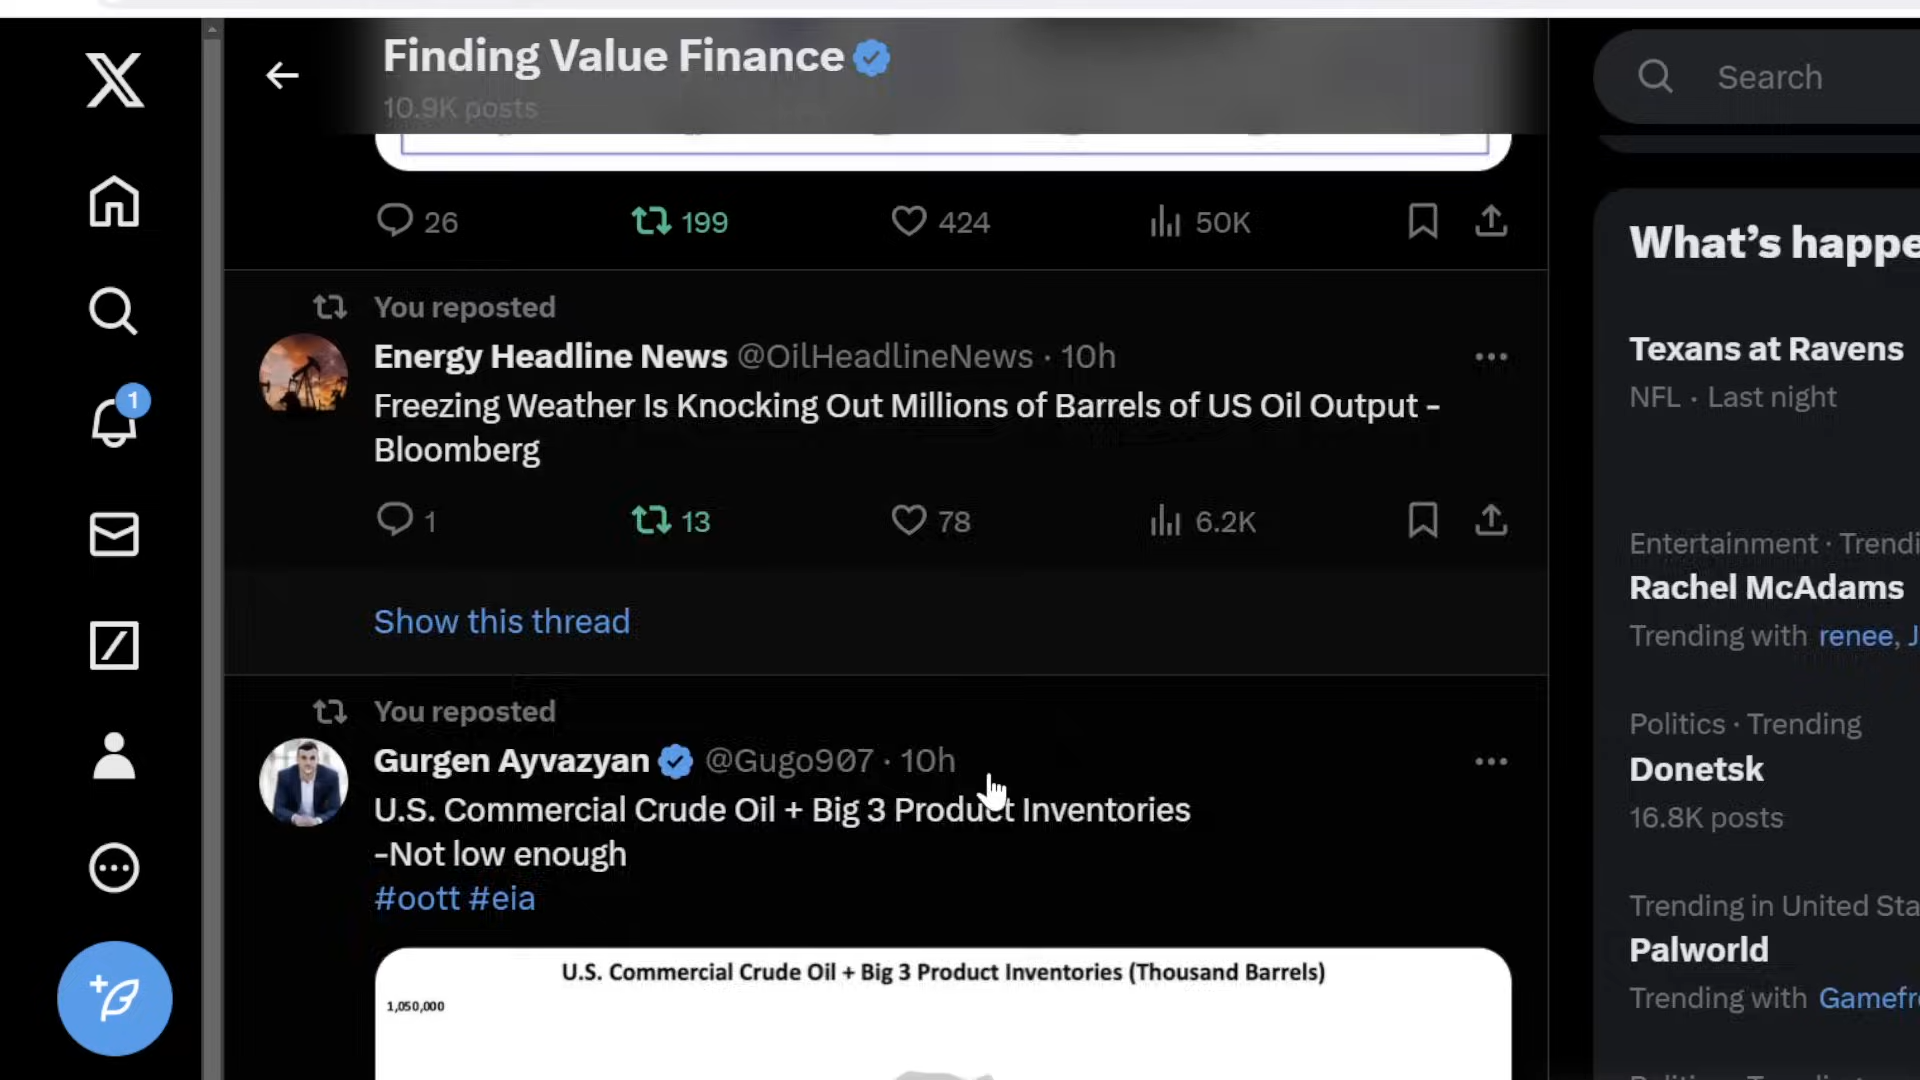 Finding Value Finance
10.9K posts
26
199
424
50K
You reposted
Energy Headline News @OilHeadlineNews · 10h
Freezing Weather Is Knocking Out Millions of Barrels of US Oil Output -
Bloomberg
1
13
78
6.2K
Show this thread
You reposted
Gurgen Ayvazyan @Gugo907 · 10h
U.S. Commercial Crude Oil + Big 3 Product Inventories
-Not low enough
#oott #eia
U.S. Commercial Crude Oil + Big 3 Product Inventories (Thousand Barrels)
1,050,000
1
Search
What's happe
Texans at Ravens
NFL · Last night
Entertainment · Trendi
Rachel McAdams
Trending with renee, J
Politics · Trending
Donetsk
16.8K posts
Trending in United Sta
Palworld
Trending with Gamefr